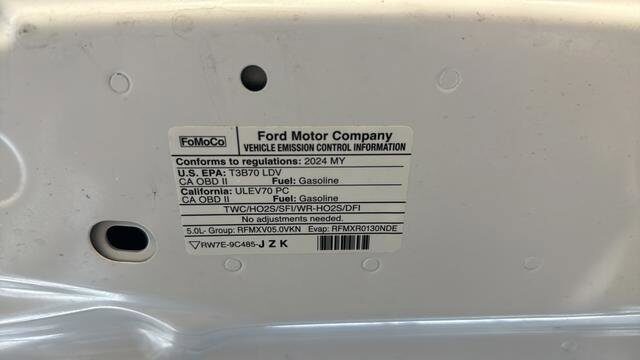 FoMoCo
Ford Motor Company
VEHICLE EMISSION CONTROL INFORMATION
Conforms to regulations: 2024 MY
U.S. EPA: T3B70 LDV
CA OBD II Fuel: Gasoline
California: ULEV70 PC
CA OBD II Fuel: Gasoline
TWC/HO2S/SFI/WR-HO2S/DFI
No adjustments needed.
5.0L- Group: RFMXV05.0VKN Evap: RFMXR0130NDE
RW7E-9C485-JZK